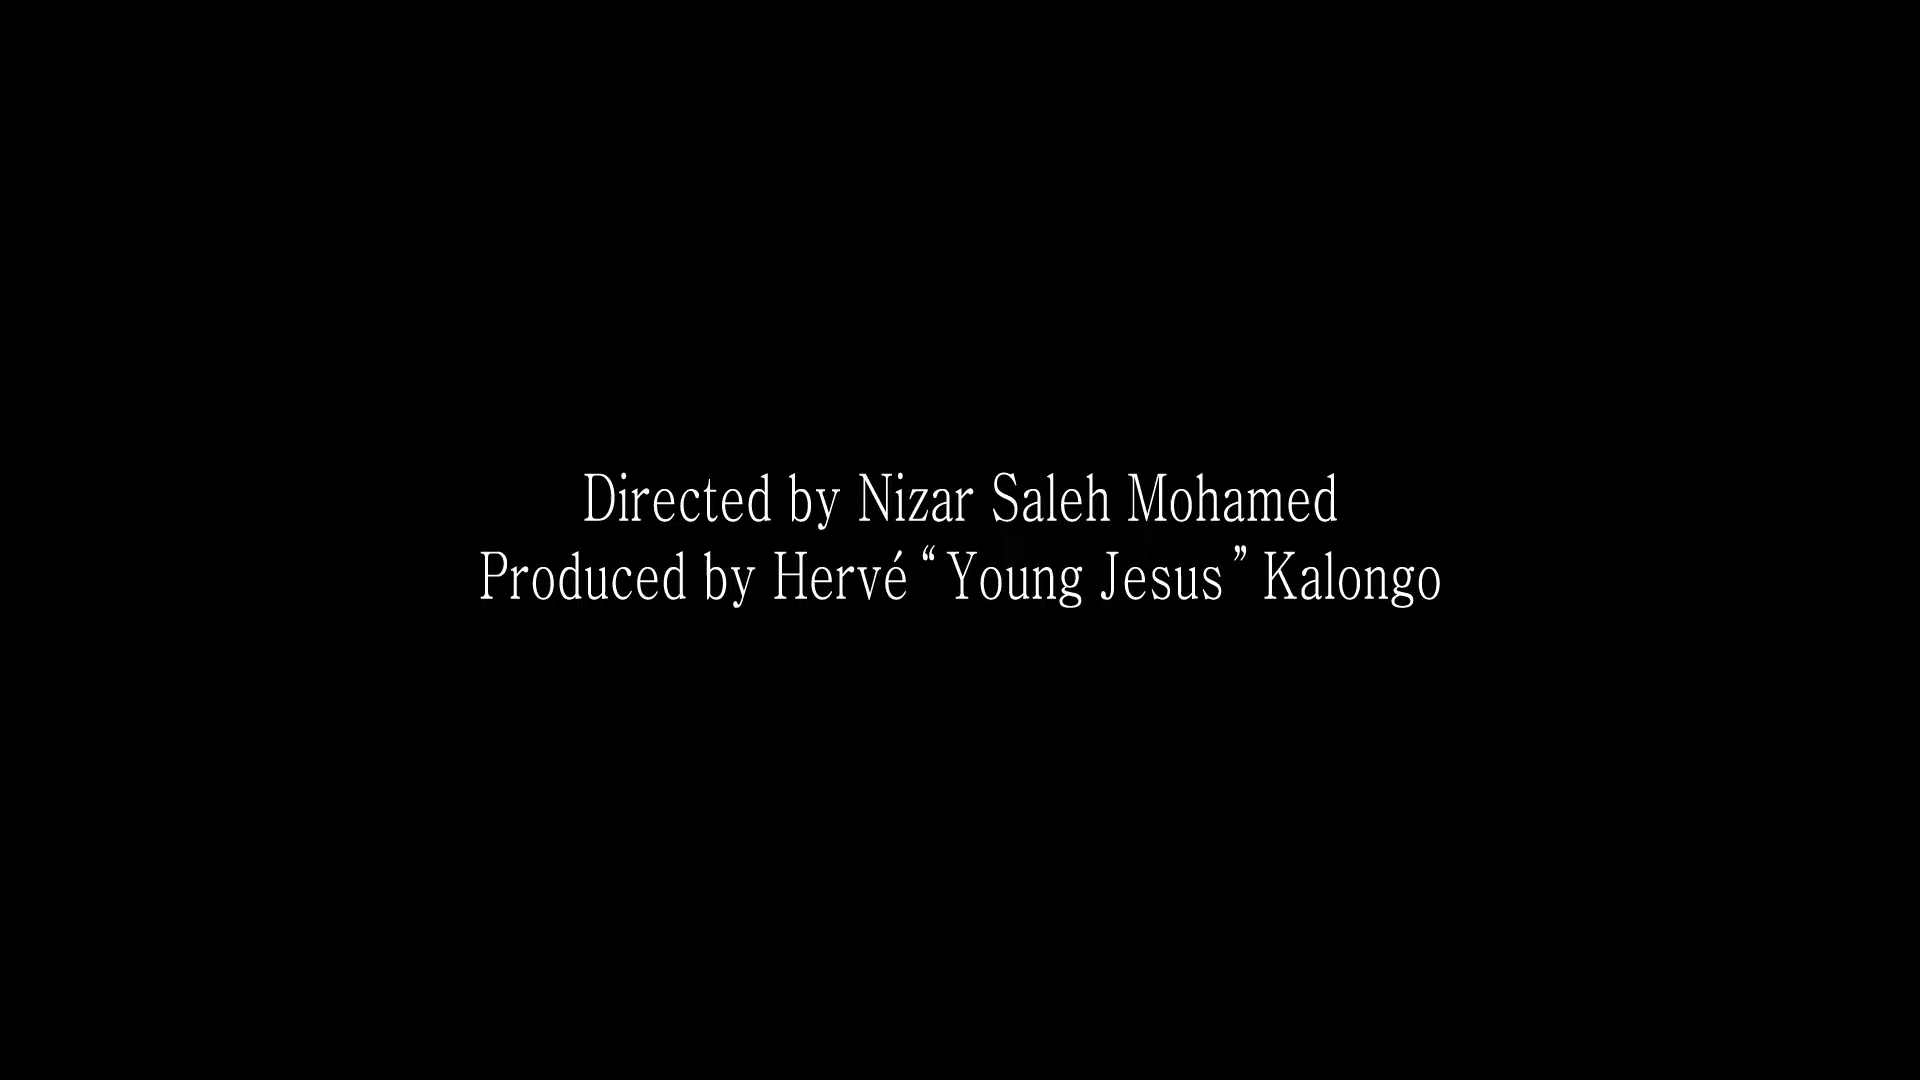 Directed by Nizar Saleh Mohamed
Produced by Hervé “Young Jesus” Kalongo